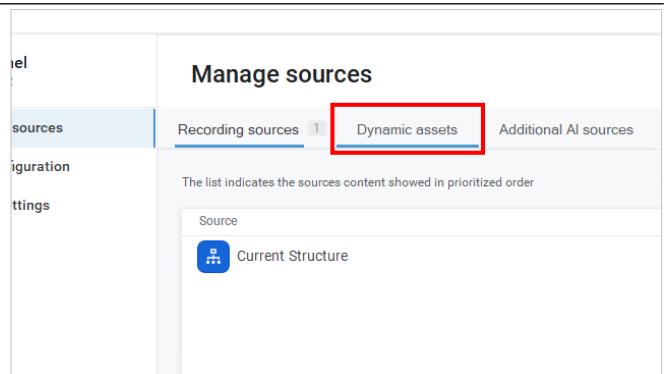 Manage sources
sources
Recording sources 1 Dynamic assets Additional AI sources
iguration
The list indicates the sources content showed in prioritized order
ttings
Source
Current Structure